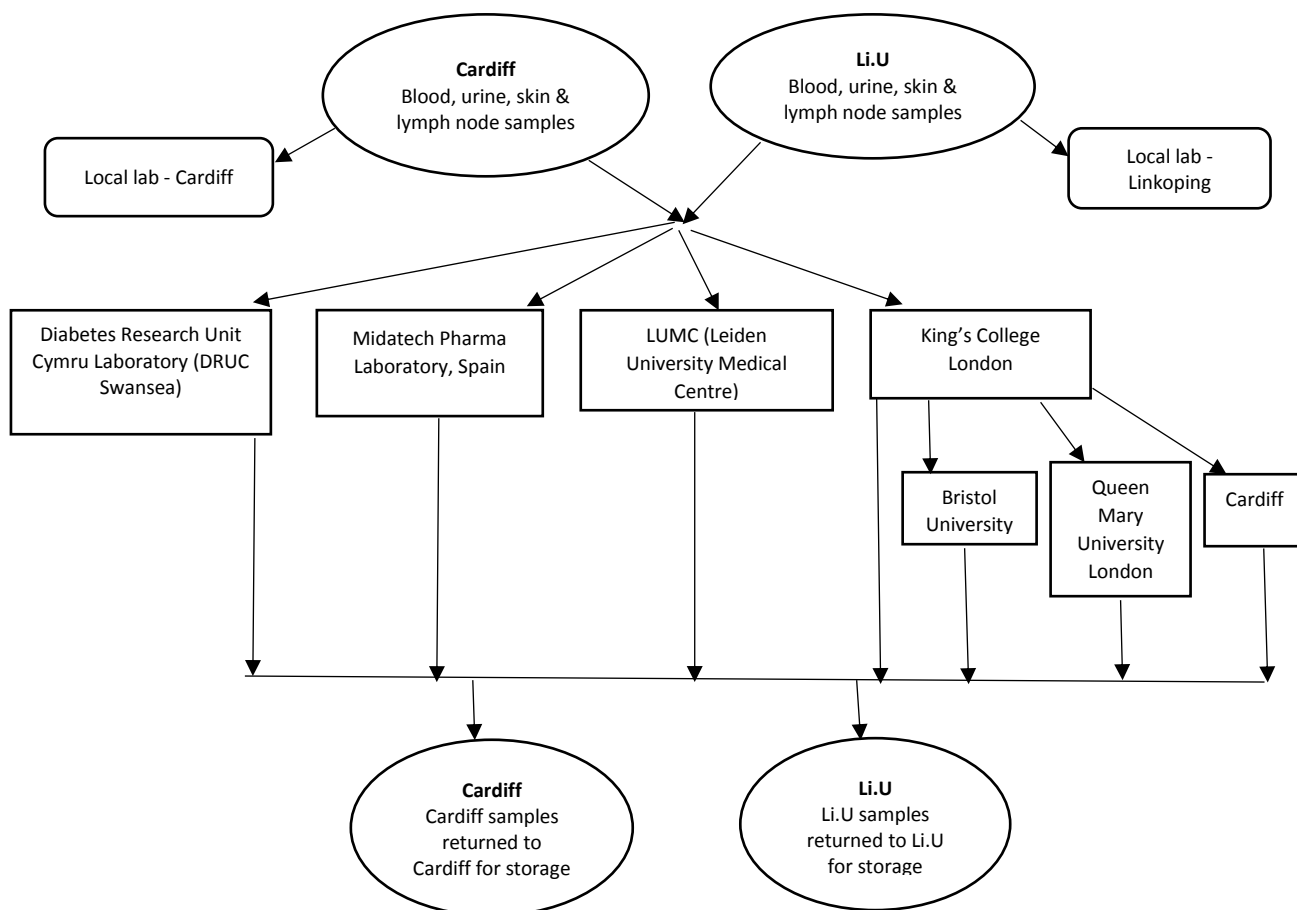 Cardiff
Blood, urine, skin &
lymph node samples
Li.U
Blood, urine, skin &
lymph node samples
Local lab - Cardiff
Local lab -
Linkoping
Diabetes Research Unit
Cymru Laboratory (DRUC
Swansea)
Midatech Pharma
Laboratory, Spain
LUMC (Leiden
University Medical
Centre)
King’s College
London
Bristol
University
Queen
Mary
University
London
Cardiff
Cardiff
Cardiff samples
returned to
Cardiff for storage
Li.U
Li.U samples
returned to Li.U
for storage